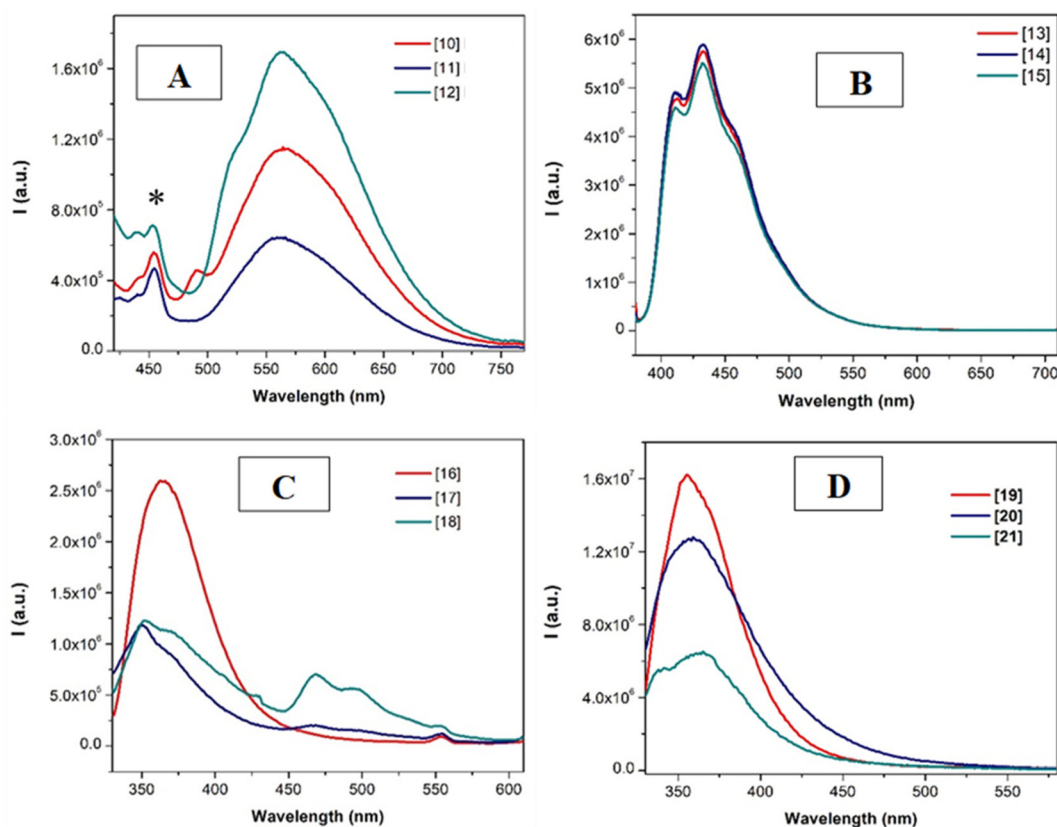 A
[10]
[11]
[12]
*
I (a.u.)
1.6x10⁶
1.2x10⁶
8.0x10⁵
4.0x10⁵
0.0
450 500 550 600 650 700 750
Wavelength (nm)
B
[13]
[14]
[15]
I (a.u.)
6x10⁶
5x10⁶
4x10⁶
3x10⁶
2x10⁶
1x10⁶
0
400 450 500 550 600 650 700
Wavelength (nm)
C
[16]
[17]
[18]
I (a.u.)
3.0x10⁶
2.5x10⁶
2.0x10⁶
1.5x10⁶
1.0x10⁶
5.0x10⁵
0.0
350 400 450 500 550 600
Wavelength (nm)
D
[19]
[20]
[21]
I (a.u.)
1.6x10⁷
1.2x10⁷
8.0x10⁶
4.0x10⁶
0.0
350 400 450 500 550
Wavelength (nm)